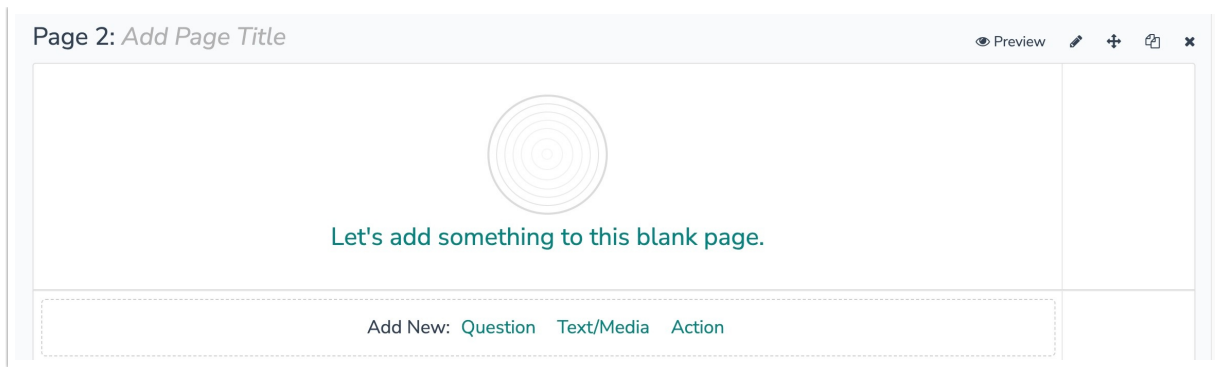 Page 2: Add Page Title
Preview
Let's add something to this blank page.
Add New: Question Text/Media Action